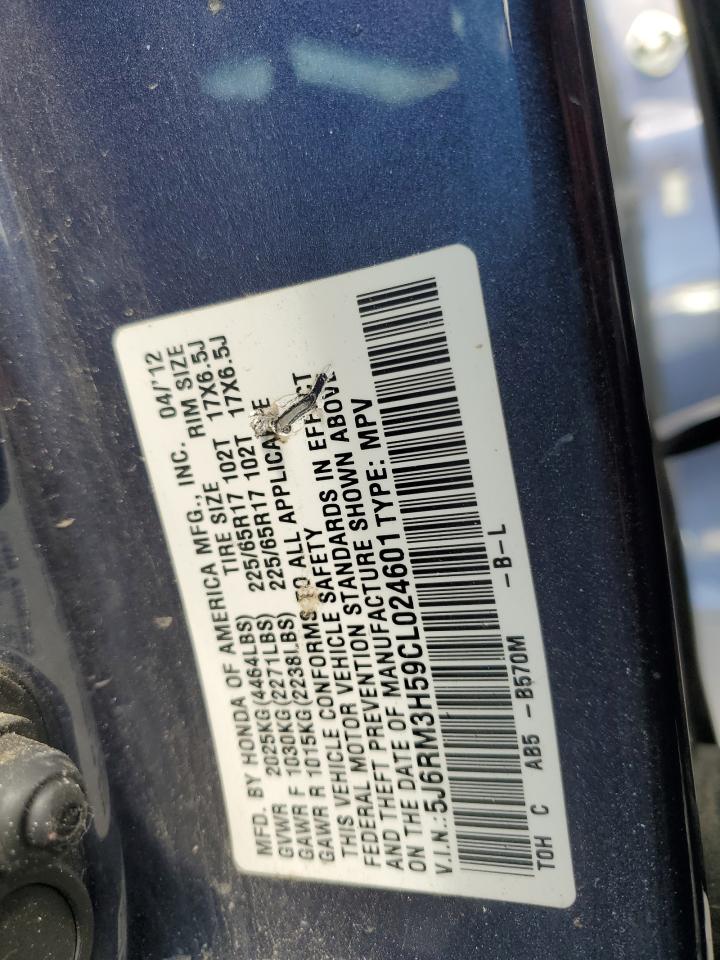 MFD. BY HONDA OF AMERICA MFG., INC. 04/'12
GVWR 2025KG(4464LBS) TIRE SIZE RIM SIZE
GAWR F 1030KG(2271LBS) 225/65R17 102T 17X6.5J
GAWR R 1015KG(2238LBS) 225/65R17 102T 17X6.5J
THIS VEHICLE CONFORMS TO ALL APPLICABLE
FEDERAL MOTOR VEHICLE SAFETY
AND THEFT PREVENTION STANDARDS IN EFFECT
ON THE DATE OF MANUFACTURE SHOWN ABOVE
V.I.N.:5J6RM3H59CL024601 TYPE: MPV
TOH C AB5 -B570M -B-L